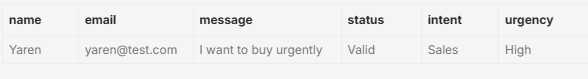 name email message status intent urgency
Yaren yaren@test.com I want to buy urgently Valid Sales High